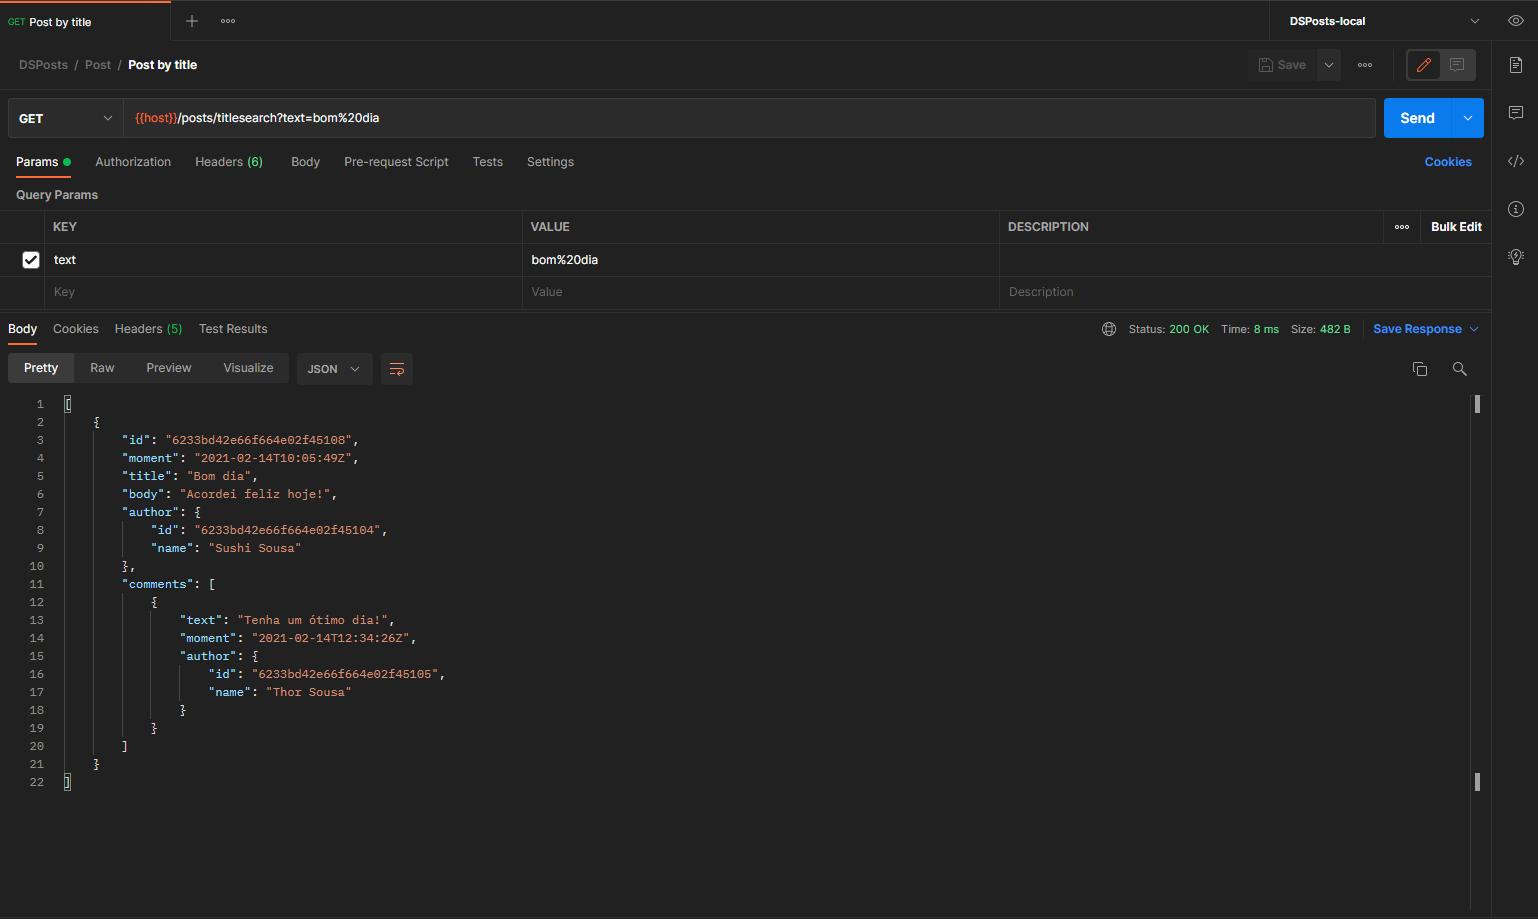 GET Post by title
DSPosts-local
DSPosts / Post / Post by title
Save
GET {{host}}/posts/titlesearch?text=bom%20dia Send
Params Authorization Headers (6) Body Pre-request Script Tests Settings Cookies
Query Params
KEY VALUE DESCRIPTION Bulk Edit
text bom%20dia
Key Value Description
Body Cookies Headers (5) Test Results Status: 200 OK Time: 8 ms Size: 482 B Save Response
Pretty Raw Preview Visualize JSON
1 [
2 {
3 "id": "6233bd42e66f664e02f45108",
4 "moment": "2021-02-14T10:05:49Z",
5 "title": "Bom dia",
6 "body": "Acordei feliz hoje!",
7 "author": {
8 "id": "6233bd42e66f664e02f45104",
9 "name": "Sushi Sousa"
10 },
11 "comments": [
12 {
13 "text": "Tenha um ótimo dia!",
14 "moment": "2021-02-14T12:34:26Z",
15 "author": {
16 "id": "6233bd42e66f664e02f45105",
17 "name": "Thor Sousa"
18 }
19 }
20 ]
21 }
22 ]